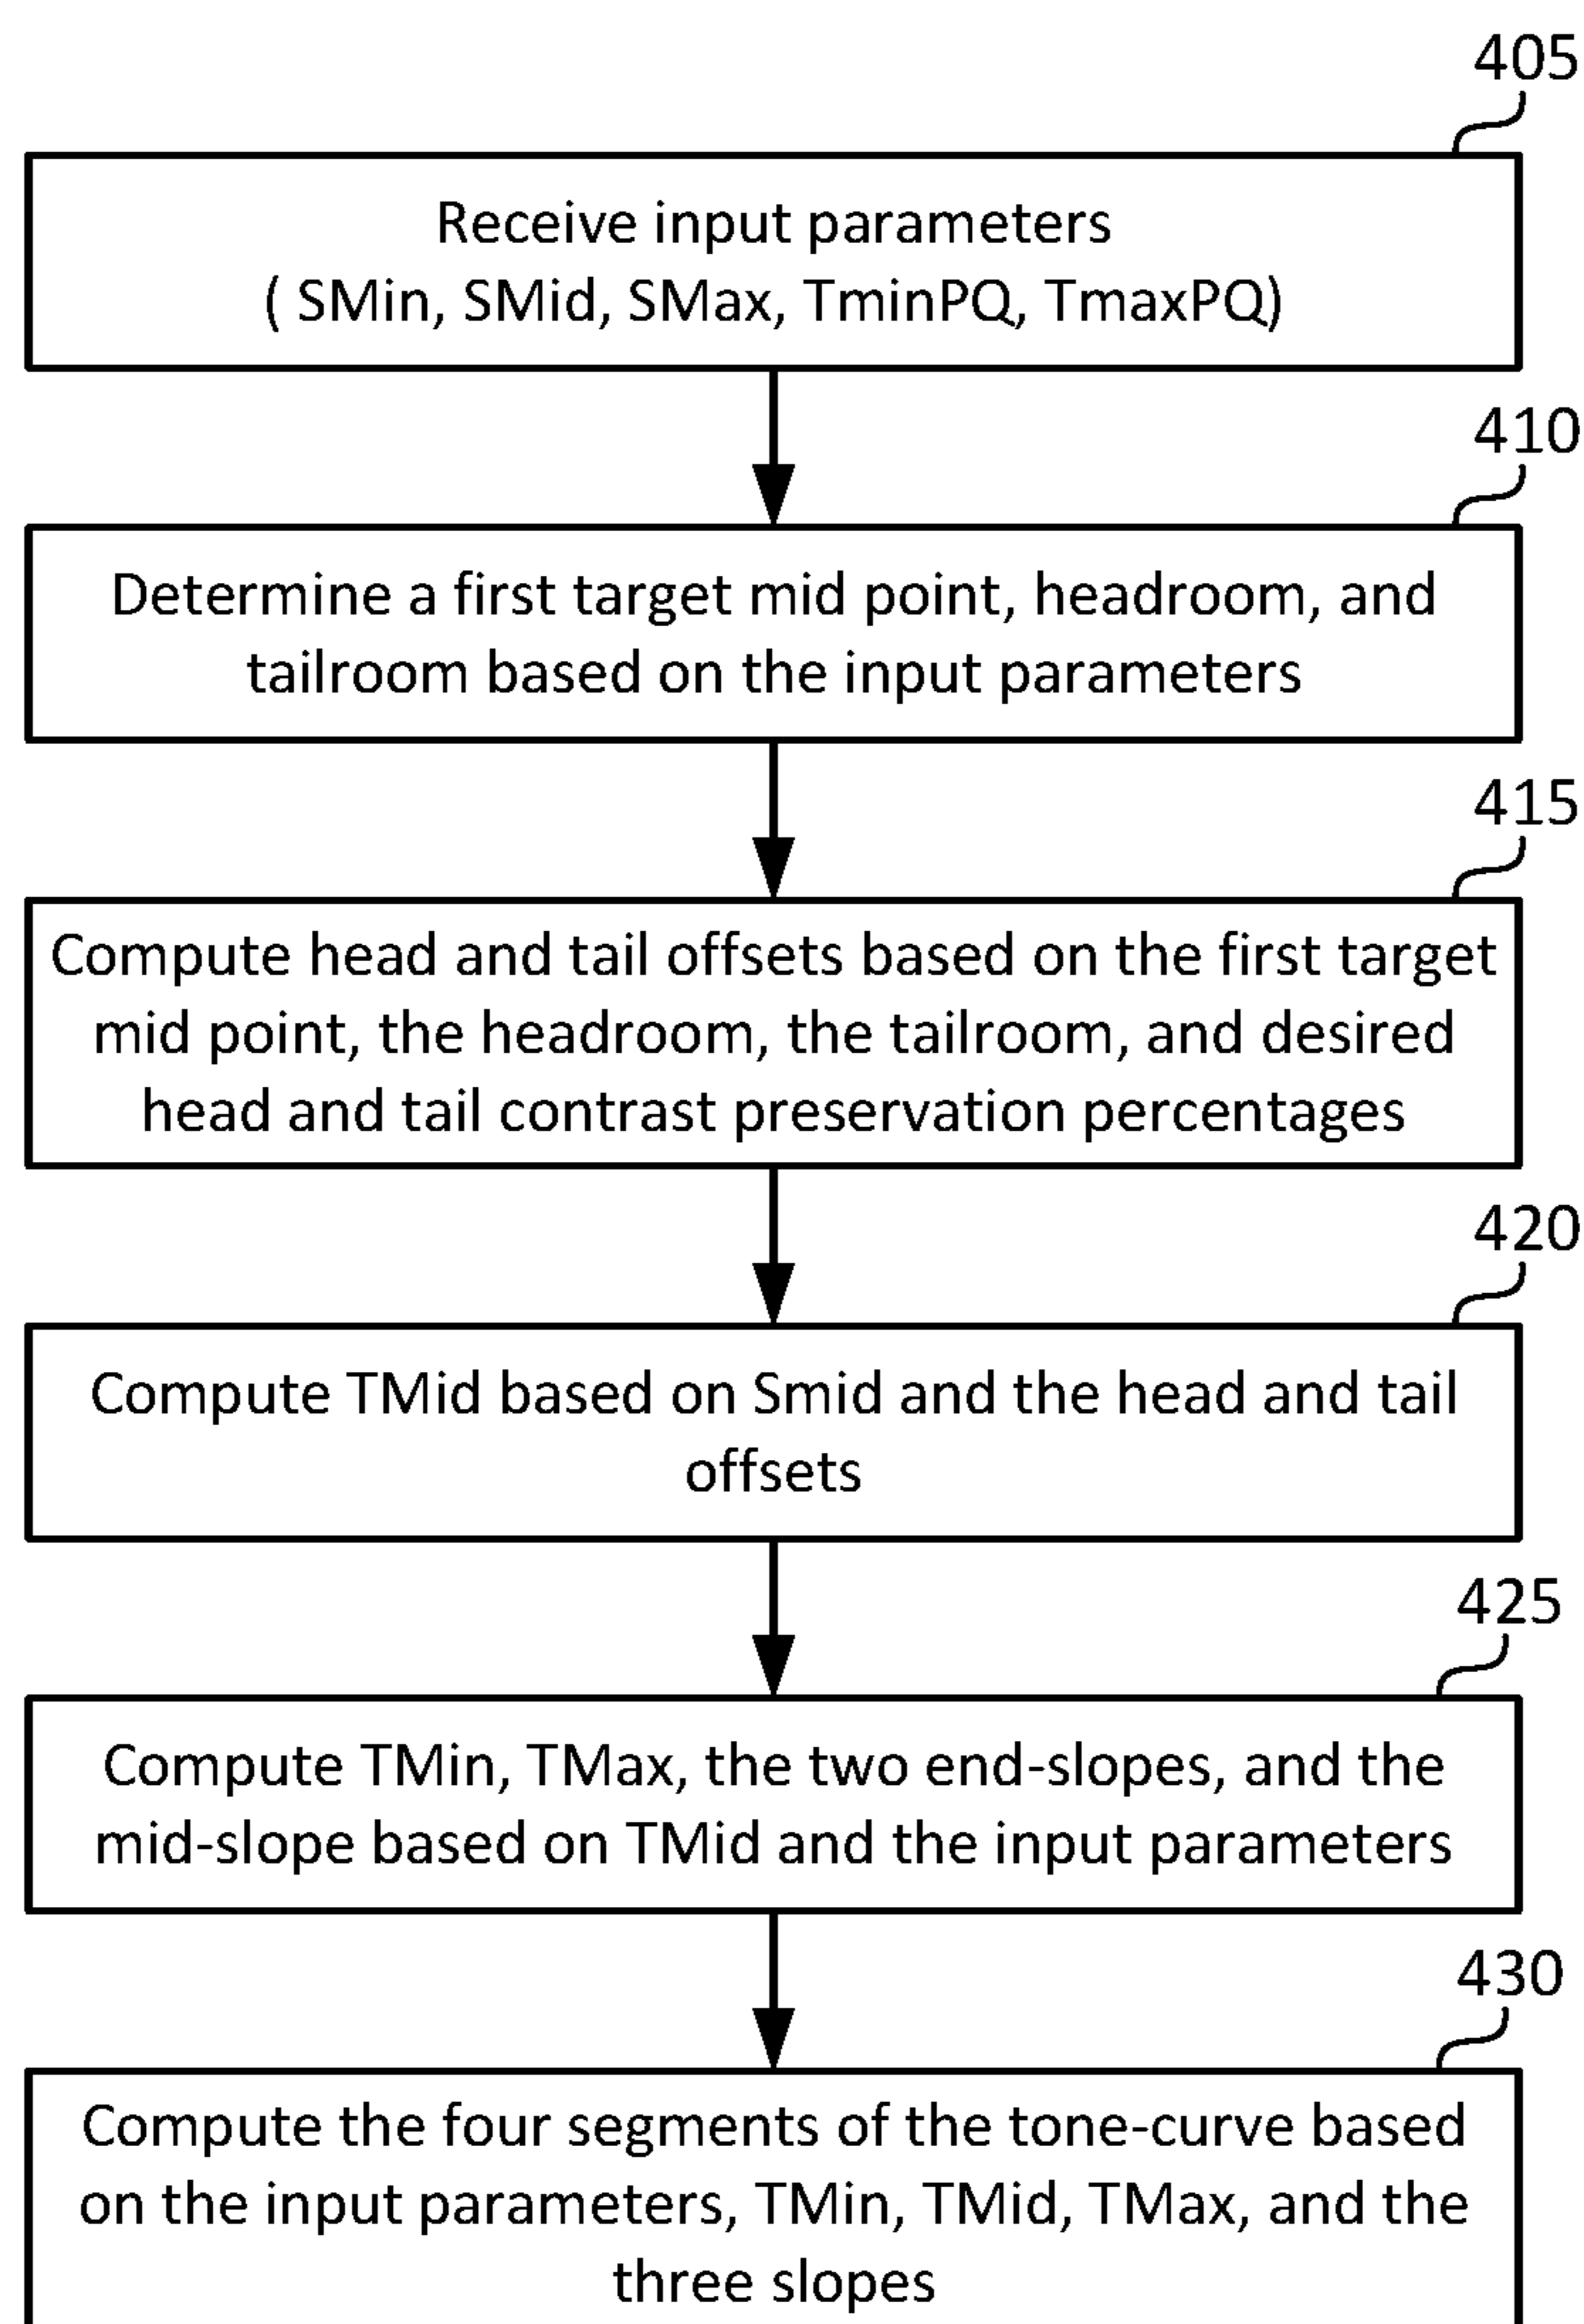 405
Receive input parameters
( SMin, SMid, SMax, TminPQ, TmaxPQ)
410
Determine a first target mid point, headroom, and
tailroom based on the input parameters
415
Compute head and tail offsets based on the first target
mid point, the headroom, the tailroom, and desired
head and tail contrast preservation percentages
420
Compute TMid based on Smid and the head and tail
offsets
425
Compute TMin, TMax, the two end-slopes, and the
mid-slope based on TMid and the input parameters
430
Compute the four segments of the tone-curve based
on the input parameters, TMin, TMid, TMax, and the
three slopes